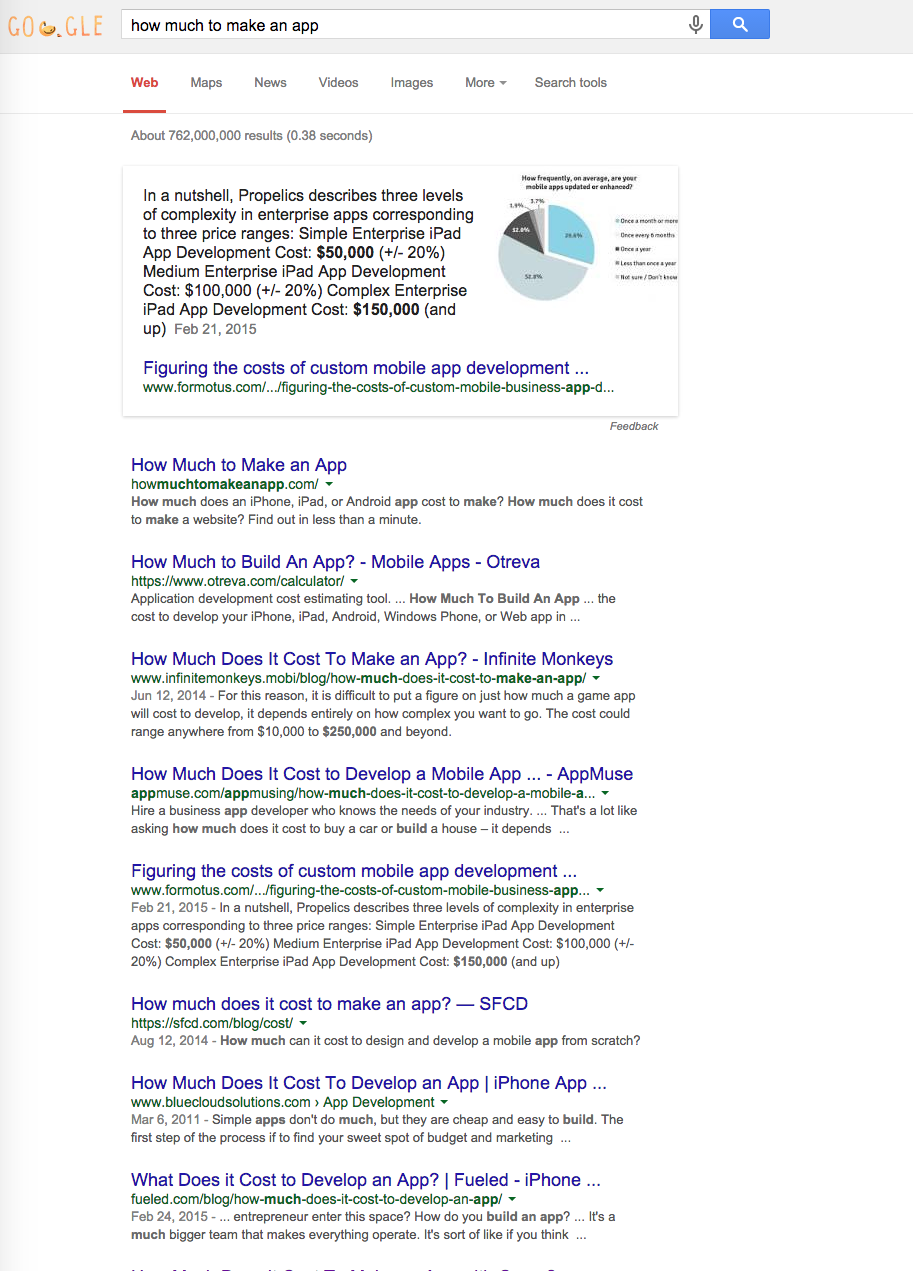 GO GLE
how much to make an app
Web Maps News Videos Images More Search tools
About 762,000,000 results (0.38 seconds)
In a nutshell, Propelics describes three levels
of complexity in enterprise apps corresponding
to three price ranges: Simple Enterprise iPad
App Development Cost: $50,000 (+/- 20%)
Medium Enterprise iPad App Development
Cost: $100,000 (+/- 20%) Complex Enterprise
iPad App Development Cost: $150,000 (and
up) Feb 21, 2015
How frequently, on average, are your
mobile apps updated or enhanced?
1.9% 3.7%
12.0%
29.6%
52.8%
Once a month or more
Once every 6 months
Once a year
Less than once a year
Not sure / Don't know
Figuring the costs of custom mobile app development ...
www.formotus.com/.../figuring-the-costs-of-custom-mobile-business-app-d...
Feedback
How Much to Make an App
howmuchtomakeanapp.com/
How much does an iPhone, iPad, or Android app cost to make? How much does it cost
to make a website? Find out in less than a minute.
How Much to Build An App? - Mobile Apps - Otreva
https://www.otreva.com/calculator/
Application development cost estimating tool. ... How Much To Build An App ... the
cost to develop your iPhone, iPad, Android, Windows Phone, or Web app in ...
How Much Does It Cost To Make an App? - Infinite Monkeys
www.infinitemonkeys.mobi/blog/how-much-does-it-cost-to-make-an-app/
Jun 12, 2014 - For this reason, it is difficult to put a figure on just how much a game app
will cost to develop, it depends entirely on how complex you want to go. The cost could
range anywhere from $10,000 to $250,000 and beyond.
How Much Does It Cost to Develop a Mobile App ... - AppMuse
appmuse.com/appmusing/how-much-does-it-cost-to-develop-a-mobile-a...
Hire a business app developer who knows the needs of your industry. ... That's a lot like
asking how much does it cost to buy a car or build a house – it depends ...
Figuring the costs of custom mobile app development ...
www.formotus.com/.../figuring-the-costs-of-custom-mobile-business-app...
Feb 21, 2015 - In a nutshell, Propelics describes three levels of complexity in enterprise
apps corresponding to three price ranges: Simple Enterprise iPad App Development
Cost: $50,000 (+/- 20%) Medium Enterprise iPad App Development Cost: $100,000 (+/-
20%) Complex Enterprise iPad App Development Cost: $150,000 (and up)
How much does it cost to make an app? — SFCD
https://sfcd.com/blog/cost/
Aug 12, 2014 - How much can it cost to design and develop a mobile app from scratch?
How Much Does It Cost To Develop an App | iPhone App ...
www.bluecloudsolutions.com › App Development
Mar 6, 2011 - Simple apps don't do much, but they are cheap and easy to build. The
first step of the process if to find your sweet spot of budget and marketing ...
What Does it Cost to Develop an App? | Fueled - iPhone ...
fueled.com/blog/how-much-does-it-cost-to-develop-an-app/
Feb 24, 2015 - ... entrepreneur enter this space? How do you build an app? ... It's a
much bigger team that makes everything operate. It's sort of like if you think ...